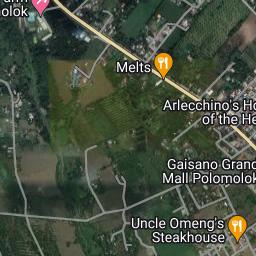 olok
Melts
Arlecchino's Ho
of the He
Gaisano Grand
Mall Polomolok
Uncle Omeng's
Steakhouse